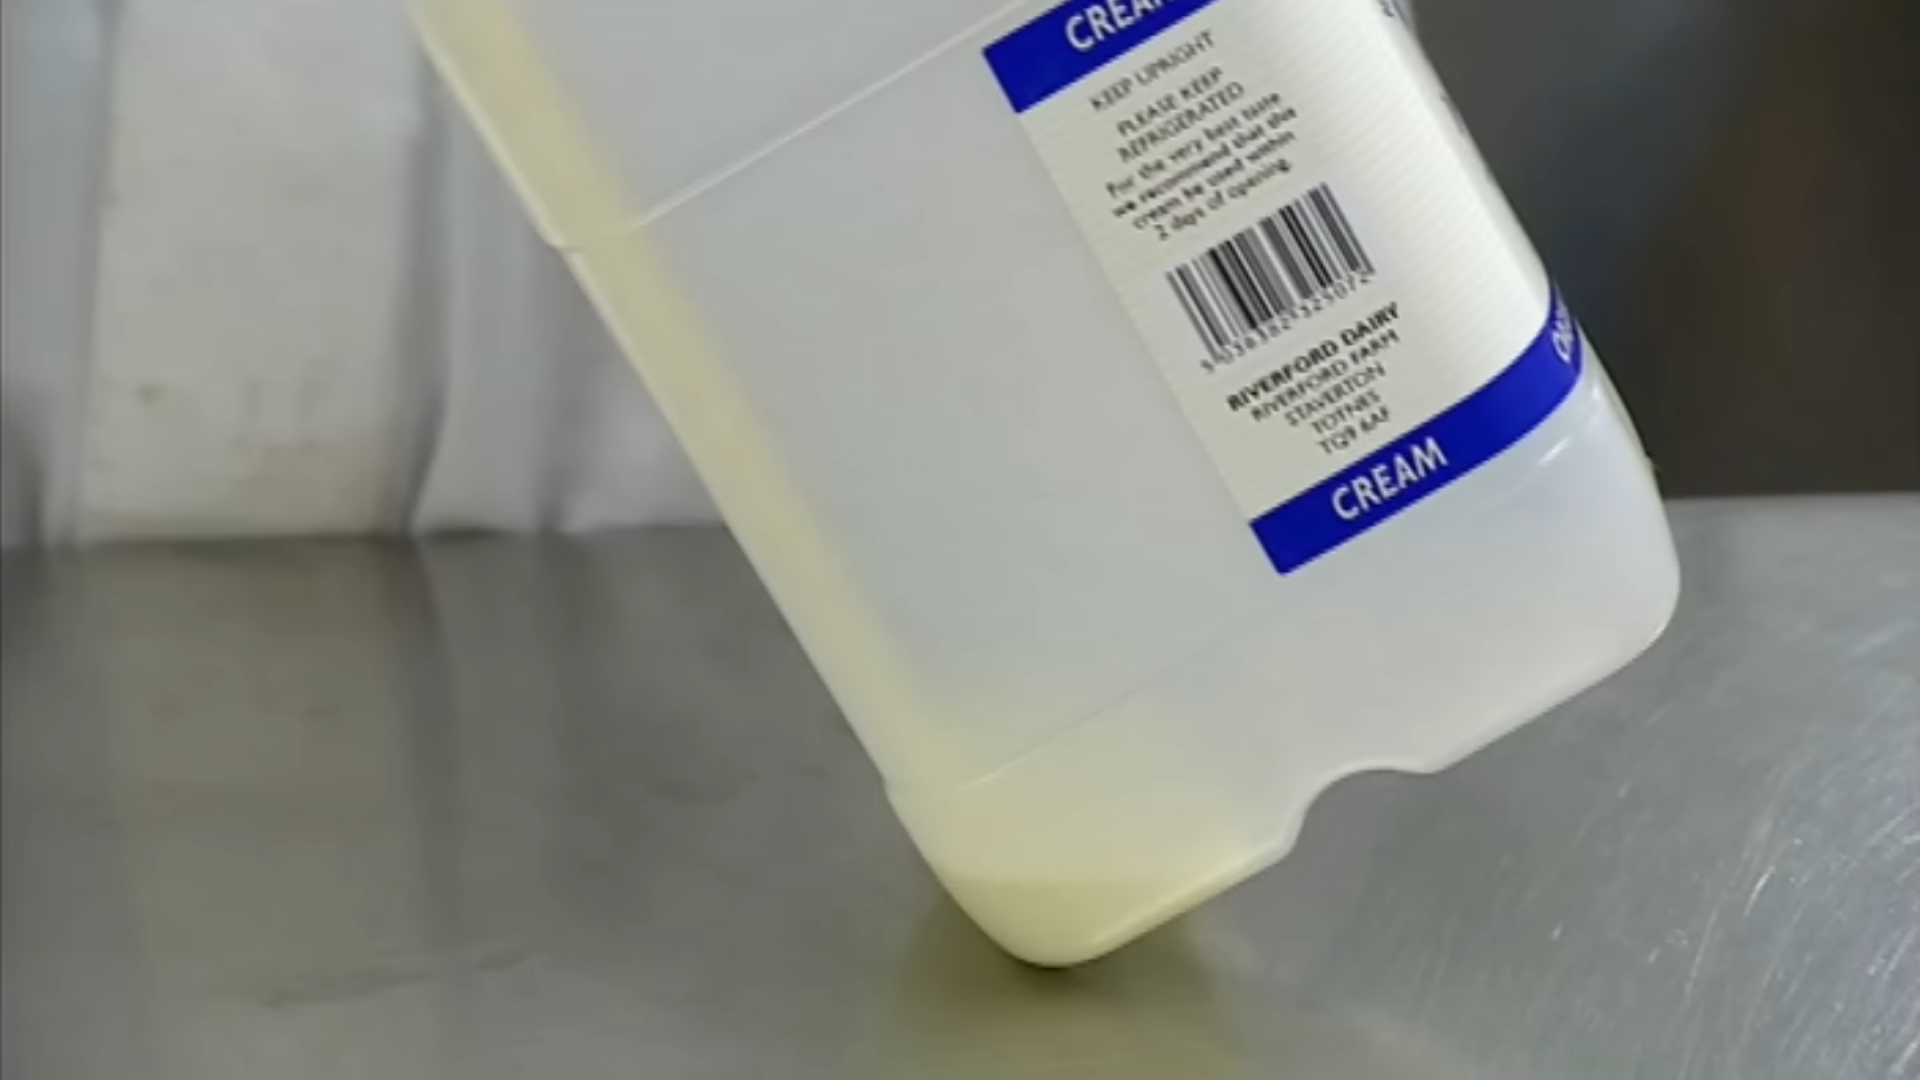 CREAM
KEEP UPRIGHT
PLEASE KEEP
REFRIGERATED
For the very best taste
we recommend that the
cream be used within
2 days of opening.
RIVERFORD DAIRY
RIVERFORD FARM
STAVERTON
TOTNES
TQ9 6AF
CREAM